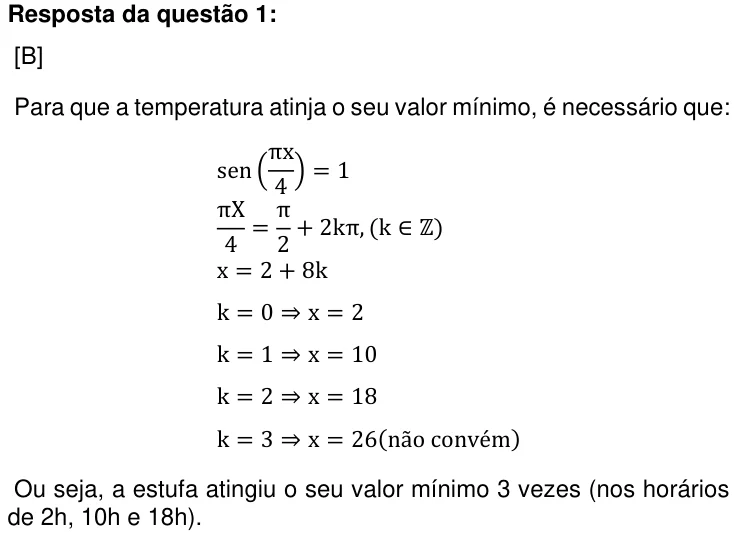 Resposta da questão 1:
[B]
Para que a temperatura atinja o seu valor mínimo, é necessário que:
sen (πx/4) = 1
πX/4 = π/2 + 2kπ, (k ∈ ℤ)
x = 2 + 8k
k = 0 ⇒ x = 2
k = 1 ⇒ x = 10
k = 2 ⇒ x = 18
k = 3 ⇒ x = 26(não convém)
Ou seja, a estufa atingiu o seu valor mínimo 3 vezes (nos horários
de 2h, 10h e 18h).